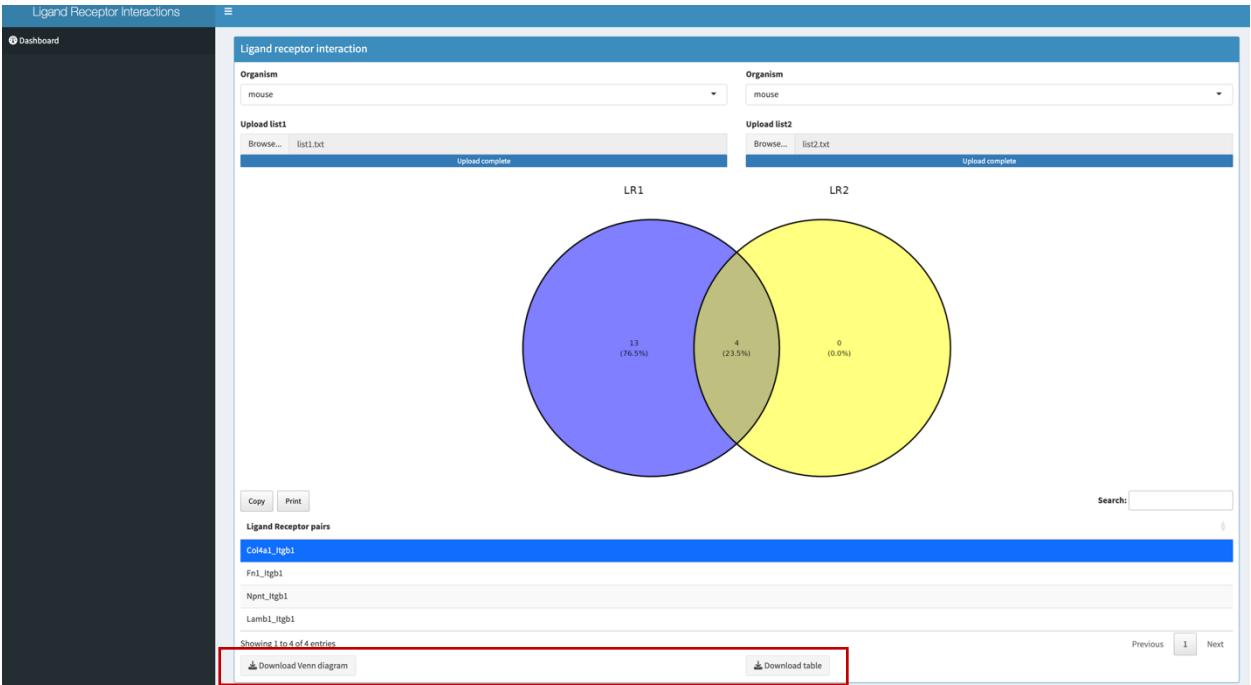 Ligand Receptor Interactions
Dashboard
Ligand receptor interaction
Organism Organism
mouse mouse
Upload list1 Upload list2
Browse... list1.txt Browse... list2.txt
Upload complete Upload complete
LR1 LR2
13 4 0
(76.5%) (23.5%) (0.0%)
Copy Print Search:
Ligand Receptor pairs
Col4a1_Itgb1
Fn1_Itgb1
Npnt_Itgb1
Lamb1_Itgb1
Showing 1 to 4 of 4 entries Previous 1 Next
Download Venn diagram Download table